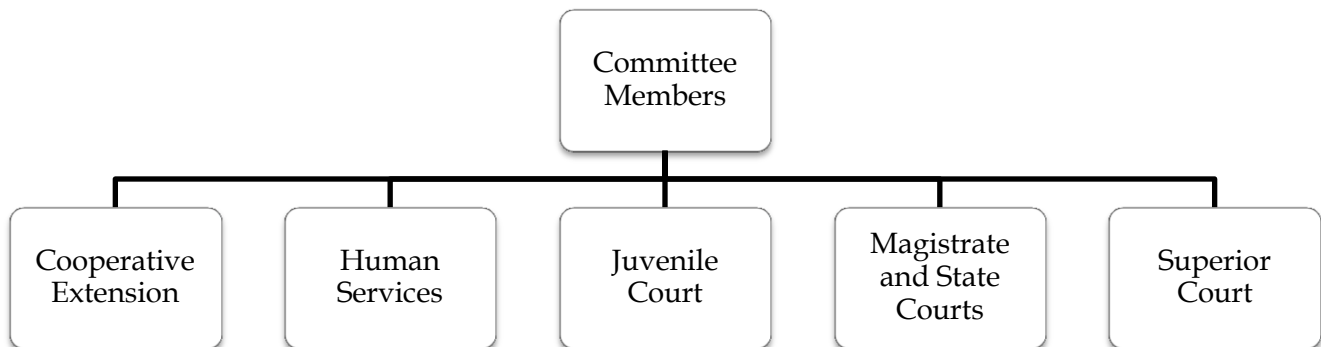 Committee
Members
Cooperative
Extension
Human
Services
Juvenile
Court
Magistrate
and State
Courts
Superior
Court